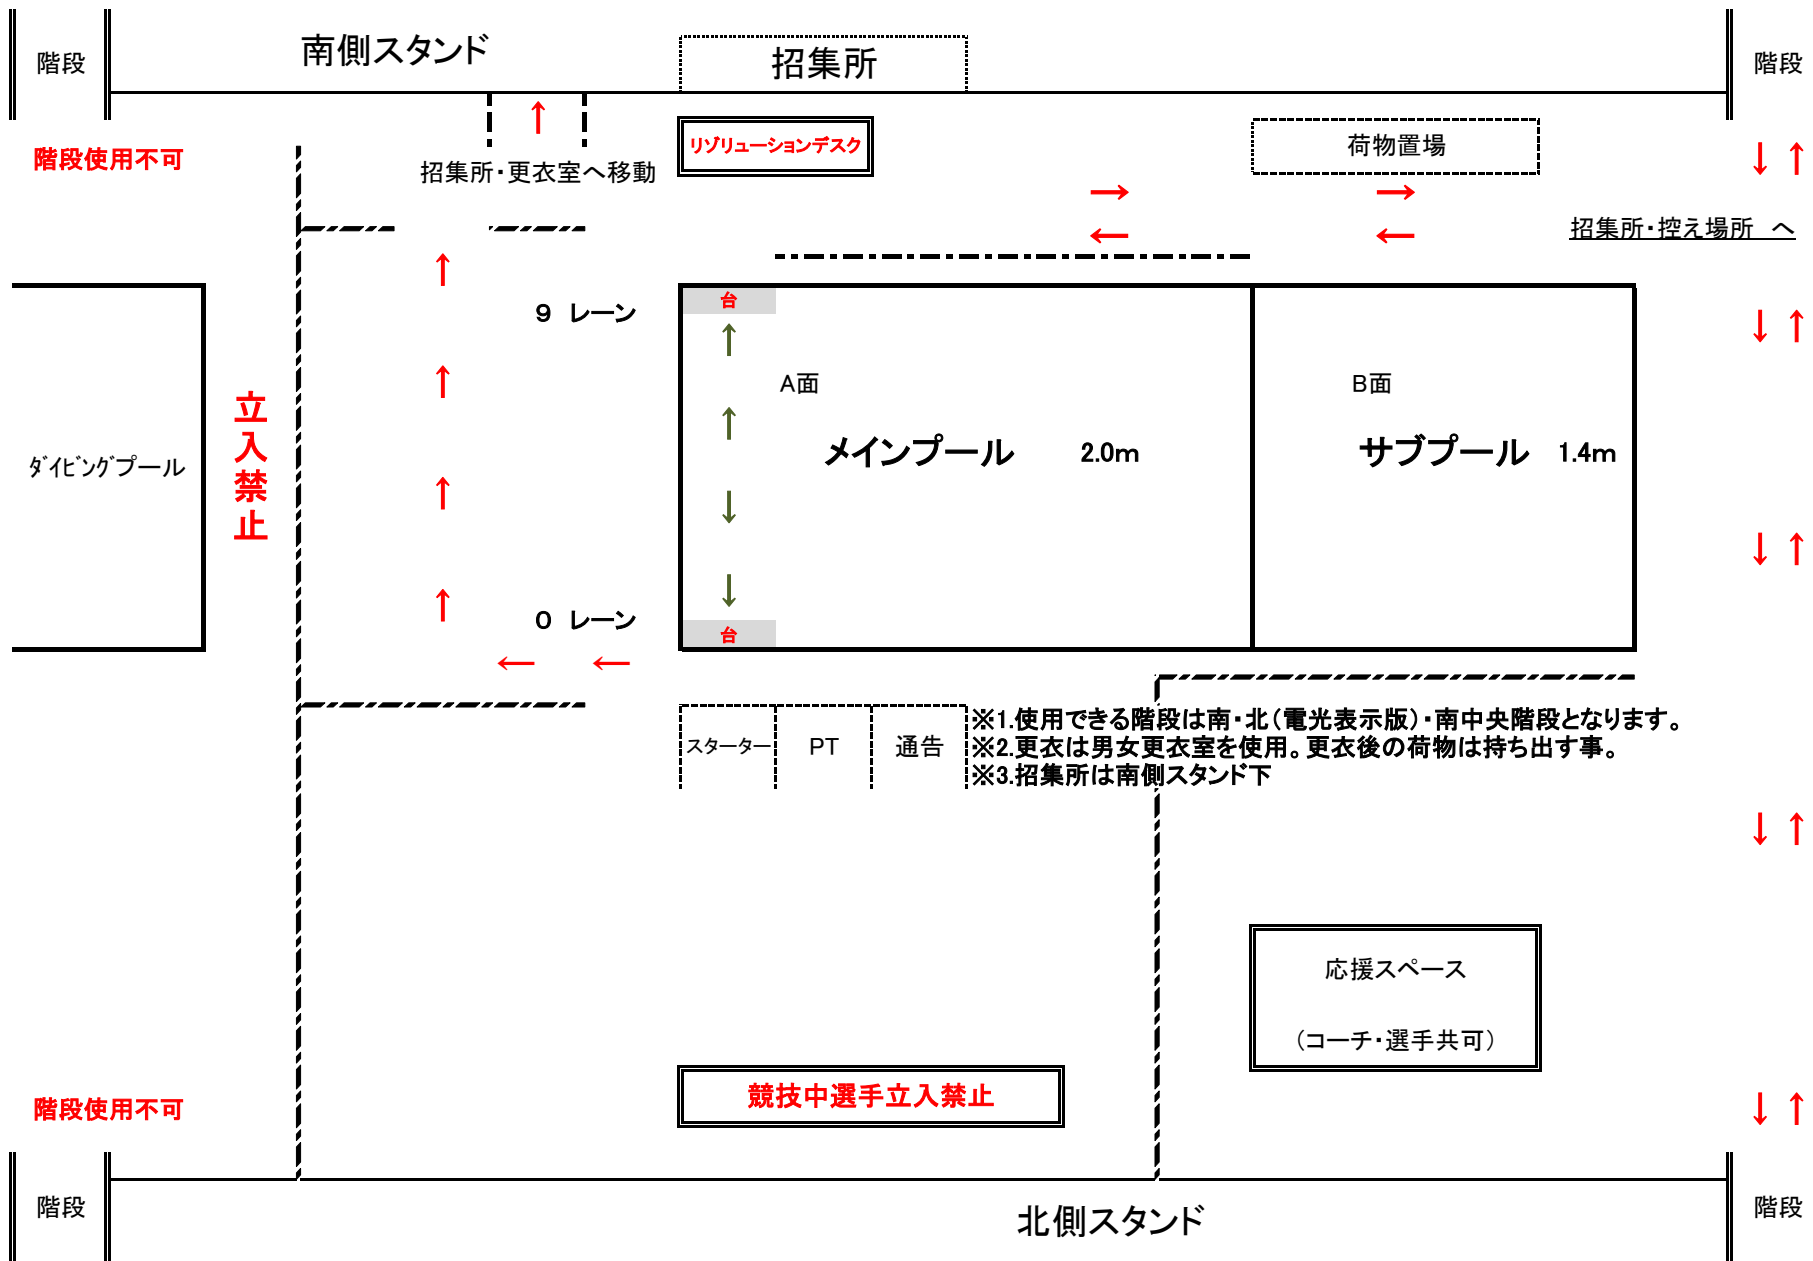 階段
南側スタンド
招集所
階段
階段使用不可
リゾリューションデスク
荷物置場
↑
↓ ↑
招集所・更衣室へ移動
→ →
← ←
招集所・控え場所 へ
↑
台
9 レーン
↑
↓ ↑
↑
A面
B面
立入禁止
↑
ダイビングプール
メインプール 2.0m
サブプール 1.4m
↑
↓
↓ ↑
↑
↓
0 レーン
台
← ←
スターター
PT
通告
※1.使用できる階段は南・北(電光表示版)・南中央階段となります。
※2.更衣は男女更衣室を使用。更衣後の荷物は持ち出す事。
※3.招集所は南側スタンド下
↓ ↑
応援スペース
(コーチ・選手共可)
階段使用不可
競技中選手立入禁止
↓ ↑
階段
北側スタンド
階段